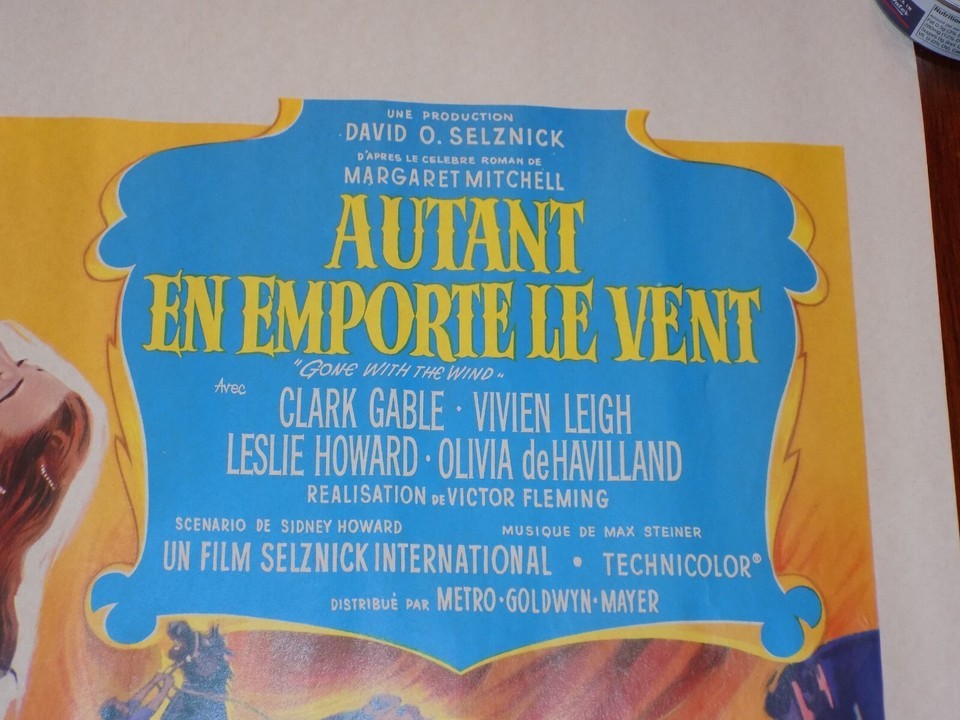 UNE PRODUCTION
DAVID O. SELZNICK
D'APRES LE CELEBRE ROMAN DE
MARGARET MITCHELL
AUTANT
EN EMPORTE LE VENT
"GONE WITH THE WIND"
Avec
CLARK GABLE · VIVIEN LEIGH
LESLIE HOWARD · OLIVIA deHAVILLAND
REALISATION DE VICTOR FLEMING
SCENARIO DE SIDNEY HOWARD MUSIQUE DE MAX STEINER
UN FILM SELZNICK INTERNATIONAL • TECHNICOLOR®
DISTRIBUÉ PAR METRO·GOLDWYN·MAYER